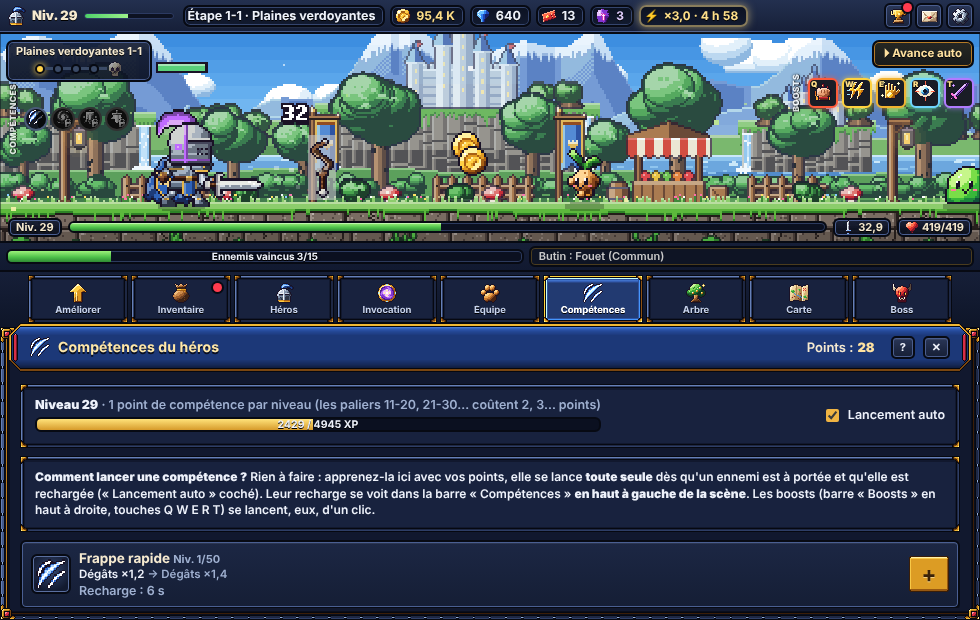 Niv. 29
Étape 1-1 · Plaines verdoyantes
95,4 K
640
13
3
×3,0 · 4 h 58
Plaines verdoyantes 1-1
Avance auto
COMPÉTENCES
BOOSTS
Q
W
E
R
T
32
Niv. 29
32,9
419/419
Ennemis vaincus 3/15
Butin : Fouet (Commun)
Améliorer
Inventaire
Héros
Invocation
Equipe
Compétences
Arbre
Carte
Boss
Compétences du héros
Points : 28
?
×
Niveau 29 · 1 point de compétence par niveau (les paliers 11-20, 21-30… coûtent 2, 3… points)
2429 / 4945 XP
Lancement auto
Comment lancer une compétence ? Rien à faire : apprenez-la ici avec vos points, elle se lance toute seule dès qu'un ennemi est à portée et qu'elle est
rechargée (« Lancement auto » coché). Leur recharge se voit dans la barre « Compétences » en haut à gauche de la scène. Les boosts (barre « Boosts » en
haut à droite, touches Q W E R T) se lancent, eux, d'un clic.
Frappe rapide Niv. 1/50
Dégâts ×1,2 → Dégâts ×1,4
Recharge : 6 s
+